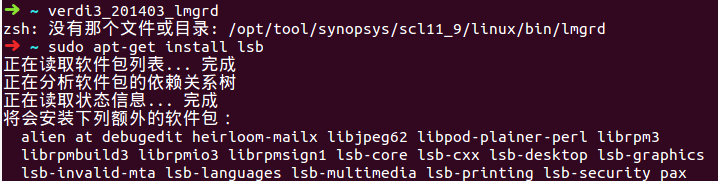 ➜ ~ verdi3_201403_lmgrd
zsh: 没有那个文件或目录: /opt/tool/synopsys/scl11_9/linux/bin/lmgrd
➜ ~ sudo apt-get install lsb
正在读取软件包列表... 完成
正在分析软件包的依赖关系树
正在读取状态信息... 完成
将会安装下列额外的软件包：
alien at debugedit heirloom-mailx libjpeg62 libpod-plainer-perl librpm3
librpmbuild3 librpmio3 librpmsign1 lsb-core lsb-cxx lsb-desktop lsb-graphics
lsb-invalid-mta lsb-languages lsb-multimedia lsb-printing lsb-security pax